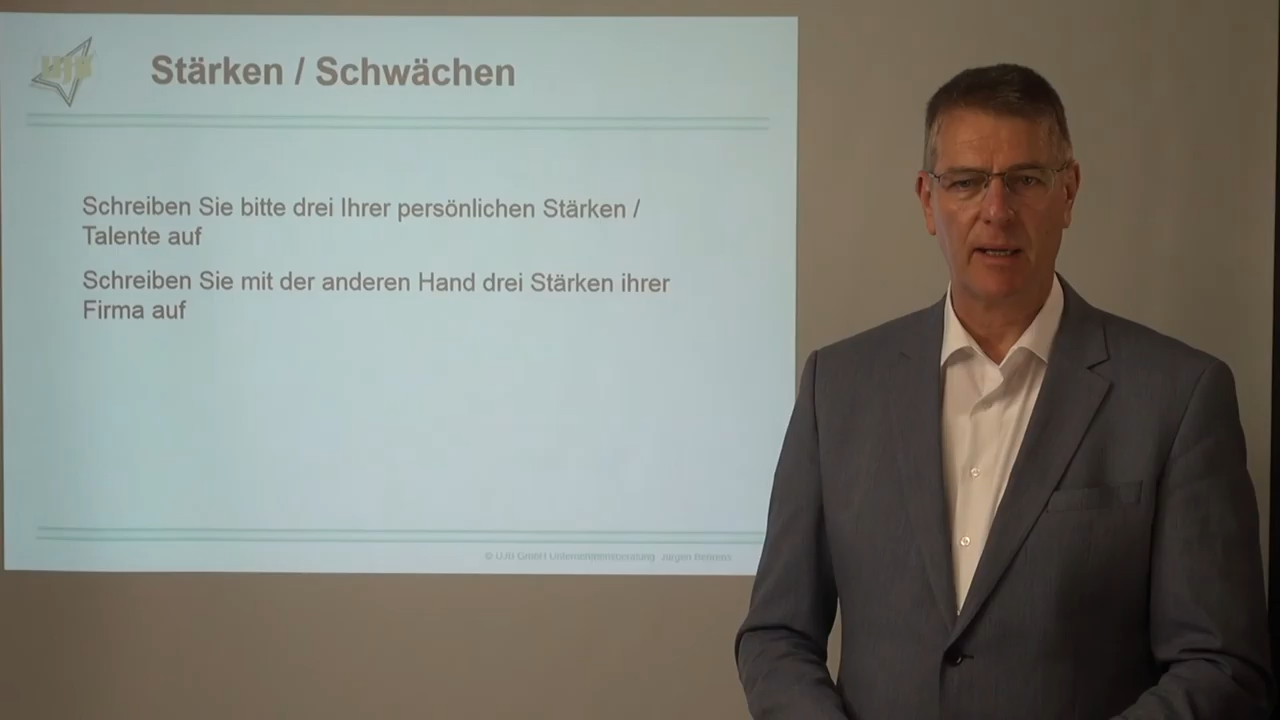 UJB
Stärken / Schwächen
Schreiben Sie bitte drei Ihrer persönlichen Stärken /
Talente auf
Schreiben Sie mit der anderen Hand drei Stärken ihrer
Firma auf
© UJB GmbH Unternehmensberatung Jürgen